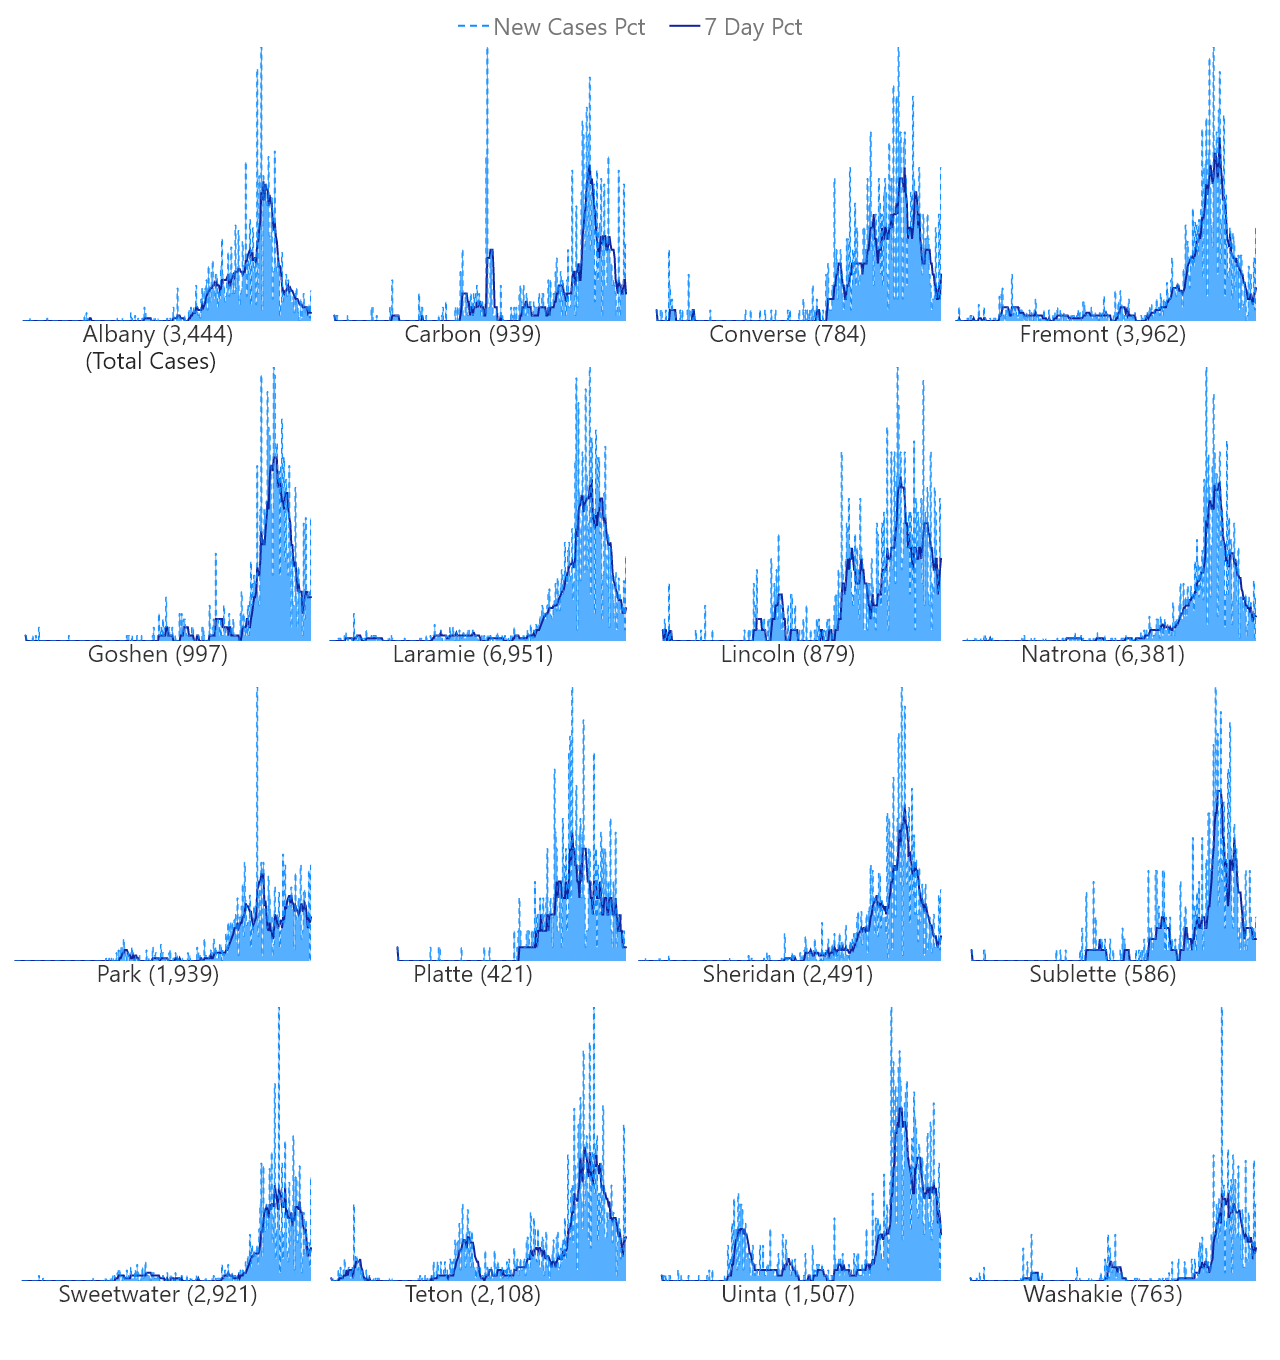 New Cases Pct 7 Day Pct
Albany (3,444) Carbon (939) Converse (784) Fremont (3,962)
(Total Cases)
Goshen (997) Laramie (6,951) Lincoln (879) Natrona (6,381)
Park (1,939) Platte (421) Sheridan (2,491) Sublette (586)
Sweetwater (2,921) Teton (2,108) Uinta (1,507) Washakie (763)